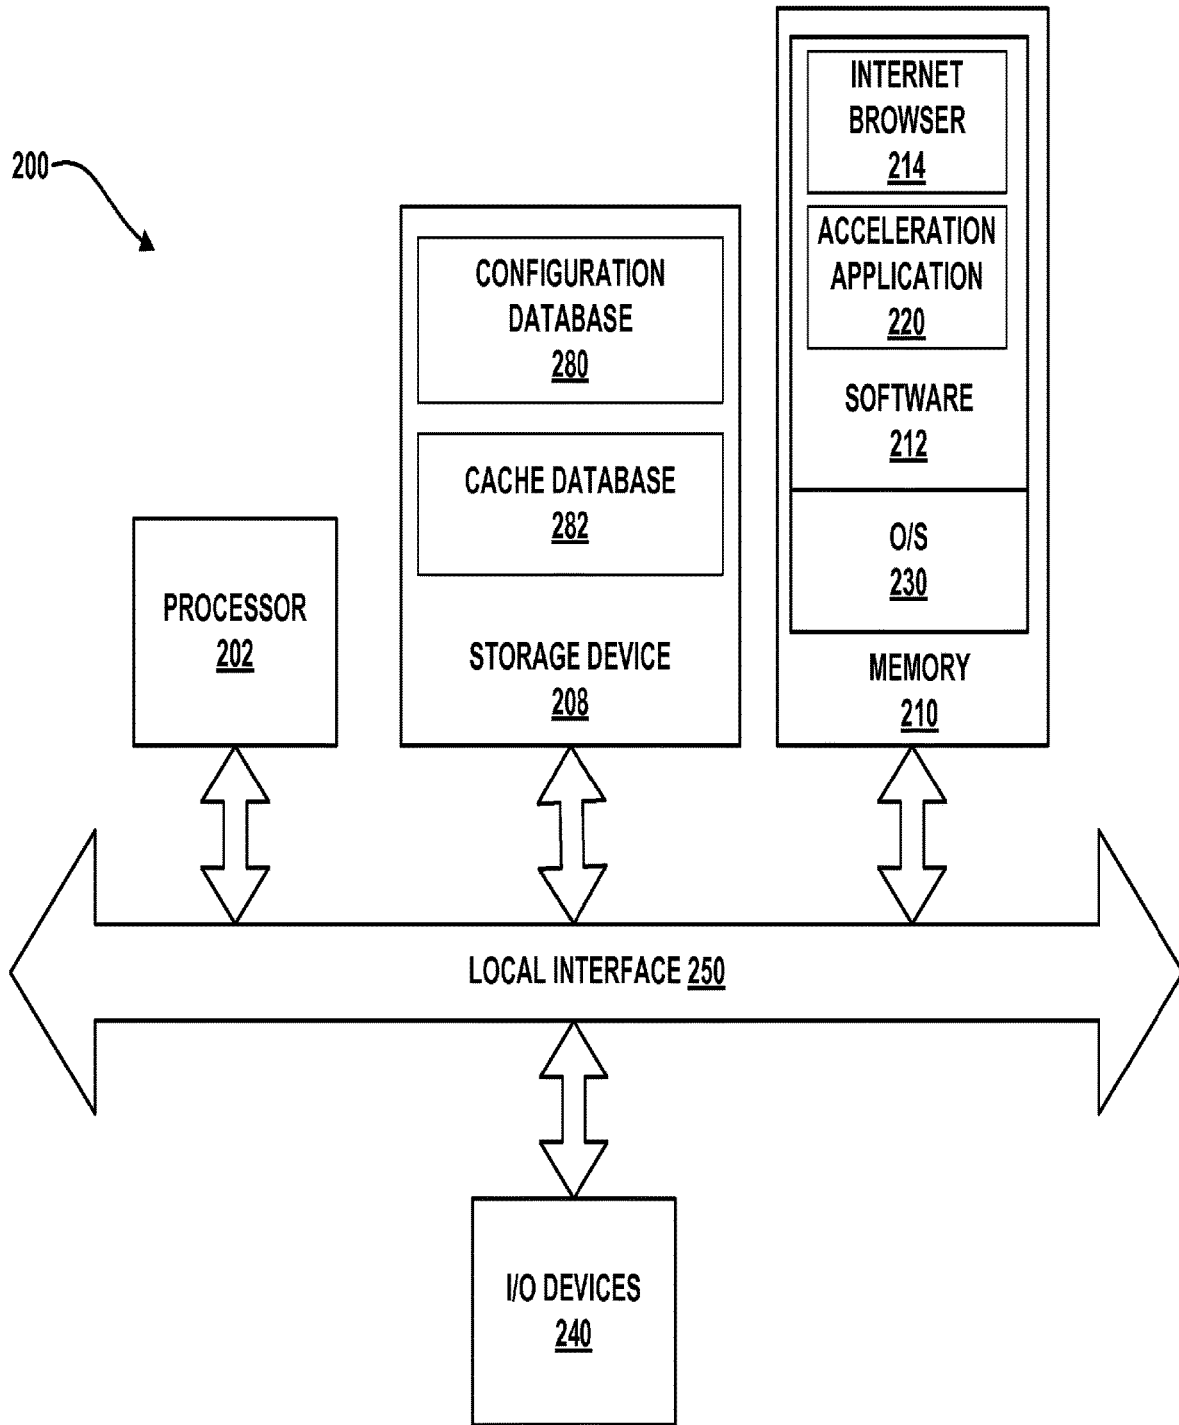 200
INTERNET
BROWSER
214
ACCELERATION
APPLICATION
220
SOFTWARE
212
O/S
230
MEMORY
210
CONFIGURATION
DATABASE
280
CACHE DATABASE
282
STORAGE DEVICE
208
PROCESSOR
202
LOCAL INTERFACE 250
I/O DEVICES
240